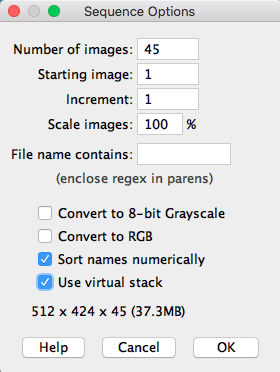 Sequence Options
Number of images: 45
Starting image: 1
Increment: 1
Scale images: 100 %
File name contains:
(enclose regex in parens)
Convert to 8-bit Grayscale
Convert to RGB
Sort names numerically
Use virtual stack
512 x 424 x 45 (37.3MB)
Help Cancel OK